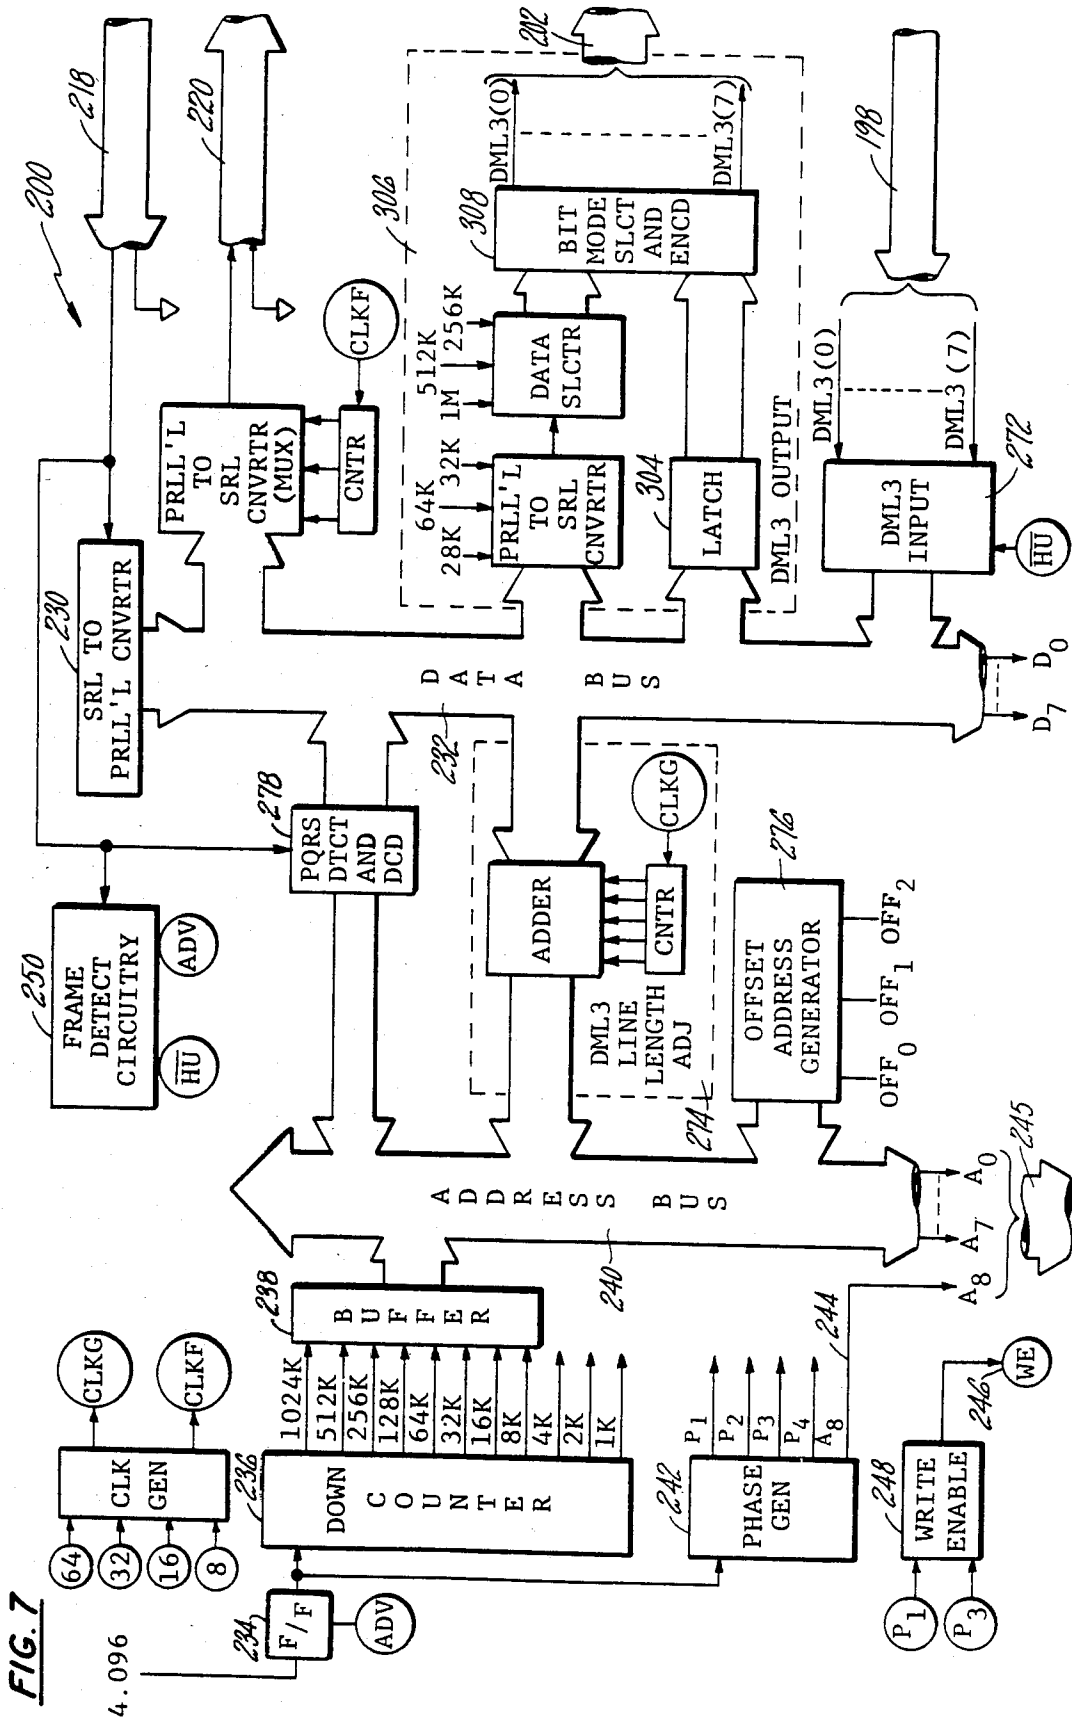 FIG. 7
4.096
234
F/F
ADV
64
32
16
8
CLK
GEN
CLKG
CLKF
236
DOWN
COUNTER
1024K
512K
256K
128K
64K
32K
16K
8K
4K
2K
1K
238
BUFFER
242
PHASE
GEN
P1
P2
P3
P4
A8
244
P1
P3
248
WRITE
ENABLE
246
WE
ADDRESS BUS
240
A8
A7
A0
245
250
FRAME
DETECT
CIRCUITRY
HU
ADV
278
PQRS
DTCT
AND
DCD
232
ADDER
CNTR
CLKG
DML3
LINE
LENGTH
ADJ
274
276
OFFSET
ADDRESS
GENERATOR
OFF0
OFF1
OFF2
230
SRL TO
PRLL'L CNVRTR
DATA BUS
D7
D0
200
218
220
PRLL'L
TO
SRL
CNVRTR
(MUX)
CNTR
CLKF
306
28K
64K
32K
PRLL'L
TO
SRL
CNVRTR
1M
512K
256K
DATA
SLCTR
304
LATCH
308
BIT
MODE
SLCT
AND
ENCD
DML3(0)
DML3(7)
202
DML3 OUTPUT
DML3
INPUT
272
HU
DML3(0)
DML3(7)
198